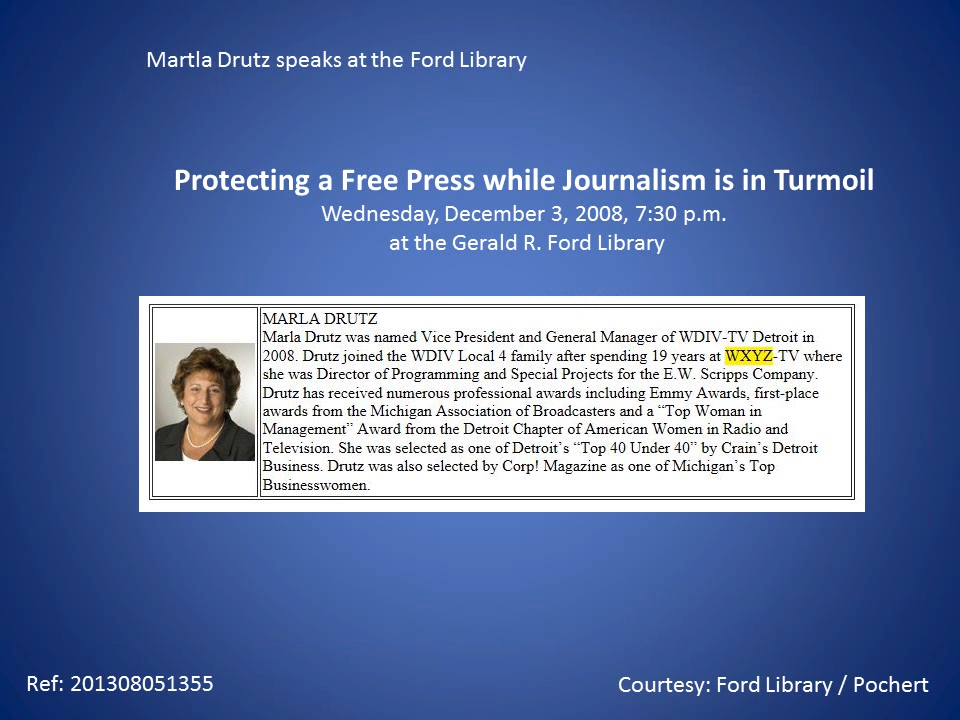 Martla Drutz speaks at the Ford Library
Protecting a Free Press while Journalism is in Turmoil
Wednesday, December 3, 2008, 7:30 p.m.
at the Gerald R. Ford Library
MARLA DRUTZ
Marla Drutz was named Vice President and General Manager of WDIV-TV Detroit in
2008. Drutz joined the WDIV Local 4 family after spending 19 years at WXYZ-TV where
she was Director of Programming and Special Projects for the E.W. Scripps Company.
Drutz has received numerous professional awards including Emmy Awards, first-place
awards from the Michigan Association of Broadcasters and a “Top Woman in
Management” Award from the Detroit Chapter of American Women in Radio and
Television. She was selected as one of Detroit’s “Top 40 Under 40” by Crain’s Detroit
Business. Drutz was also selected by Corp! Magazine as one of Michigan’s Top
Businesswomen.
Ref: 201308051355
Courtesy: Ford Library / Pochert